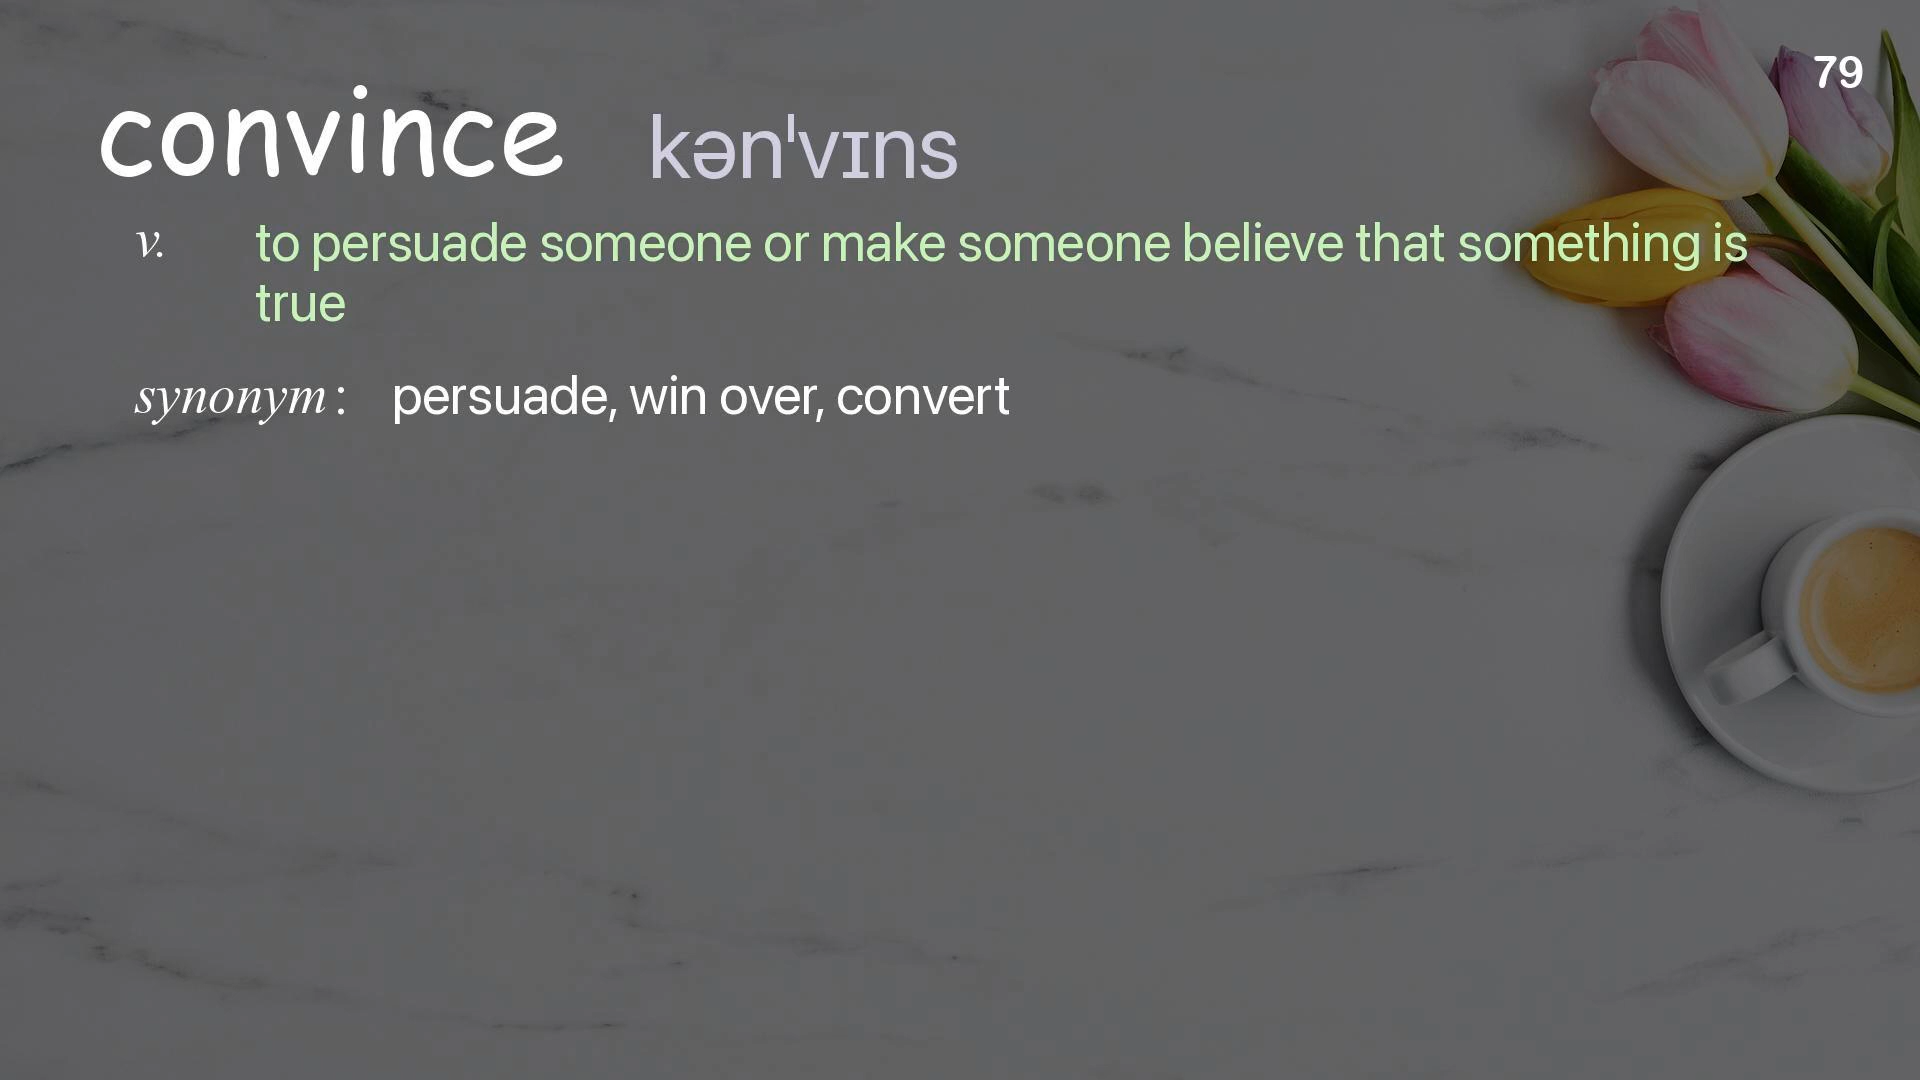 79
convince kənˈvɪns
v. to persuade someone or make someone believe that something is
true
synonym : persuade, win over, convert